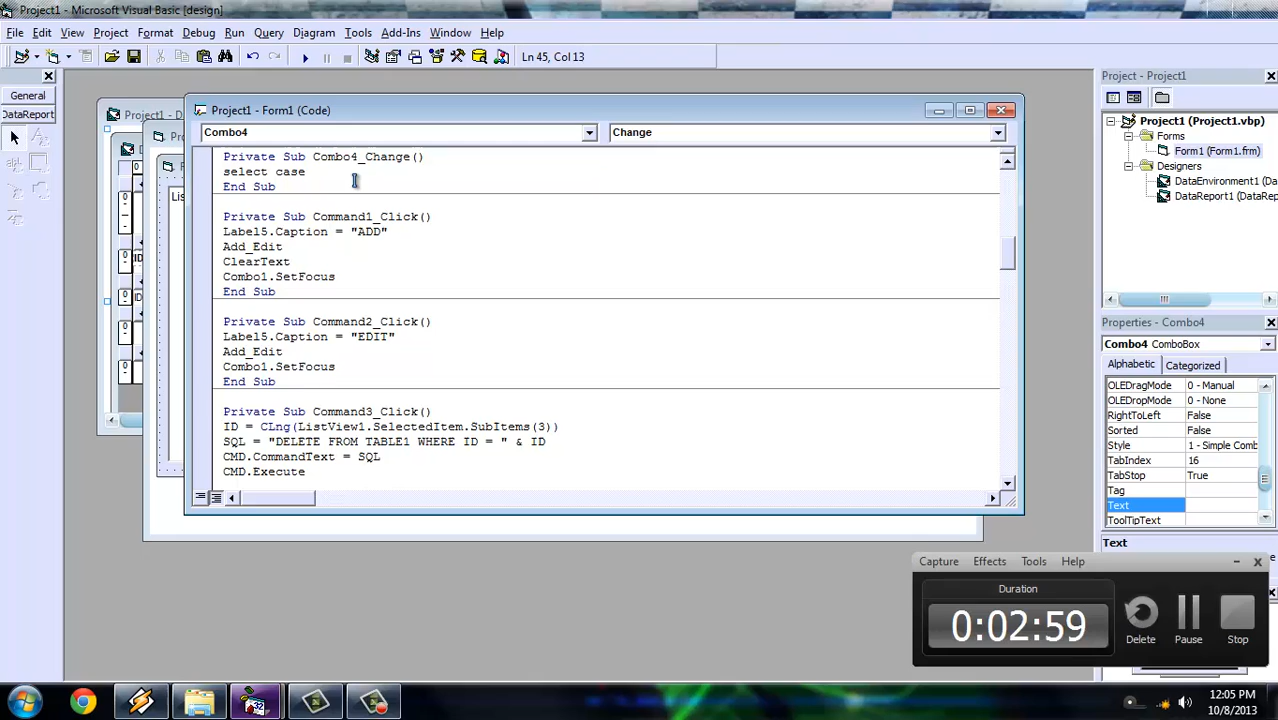 Project1 - Microsoft Visual Basic [design]
File Edit View Project Format Debug Run Query Diagram Tools Add-Ins Window Help
Ln 45, Col 13
General
DataReport
Project1 - D
Project1 - Form1 (Code)
Combo4
Change
Private Sub Combo4_Change()
select case
End Sub
Private Sub Command1_Click()
Label5.Caption = "ADD"
Add_Edit
ClearText
Combo1.SetFocus
End Sub
Private Sub Command2_Click()
Label5.Caption = "EDIT"
Add_Edit
Combo1.SetFocus
End Sub
Private Sub Command3_Click()
ID = CLng(ListView1.SelectedItem.SubItems(3))
SQL = "DELETE FROM TABLE1 WHERE ID = " & ID
CMD.CommandText = SQL
CMD.Execute
Project - Project1
Project1 (Project1.vbp)
Forms
Form1 (Form1.frm)
Designers
DataEnvironment1 (Data
DataReport1 (DataRep
Properties - Combo4
Combo4 ComboBox
Alphabetic Categorized
OLEDragMode 0 - Manual
OLEDropMode 0 - None
RightToLeft False
Sorted False
Style 1 - Simple Comb
TabIndex 16
TabStop True
Tag
Text
ToolTipText
Text
Capture Effects Tools Help
Duration
0:02:59
Delete Pause Stop
12:05 PM
10/8/2013